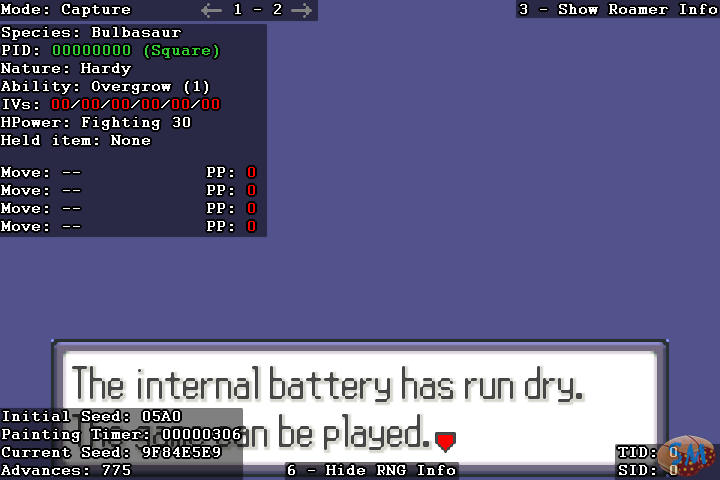 Mode: Capture
← 1 - 2 →
3 - Show Roamer Info
Species: Bulbasaur
PID: 00000000 (Square)
Nature: Hardy
Ability: Overgrow (1)
IVs: 00/00/00/00/00/00
HPower: Fighting 30
Held item: None
Move: -- PP: 0
Move: -- PP: 0
Move: -- PP: 0
Move: -- PP: 0
The internal battery has run dry.
The game can be played.
Initial Seed: 05A0
Painting Timer: 00000306
Current Seed: 9F84E5E9
Advances: 775
6 - Hide RNG Info
TID: 0
SID: 0
SM